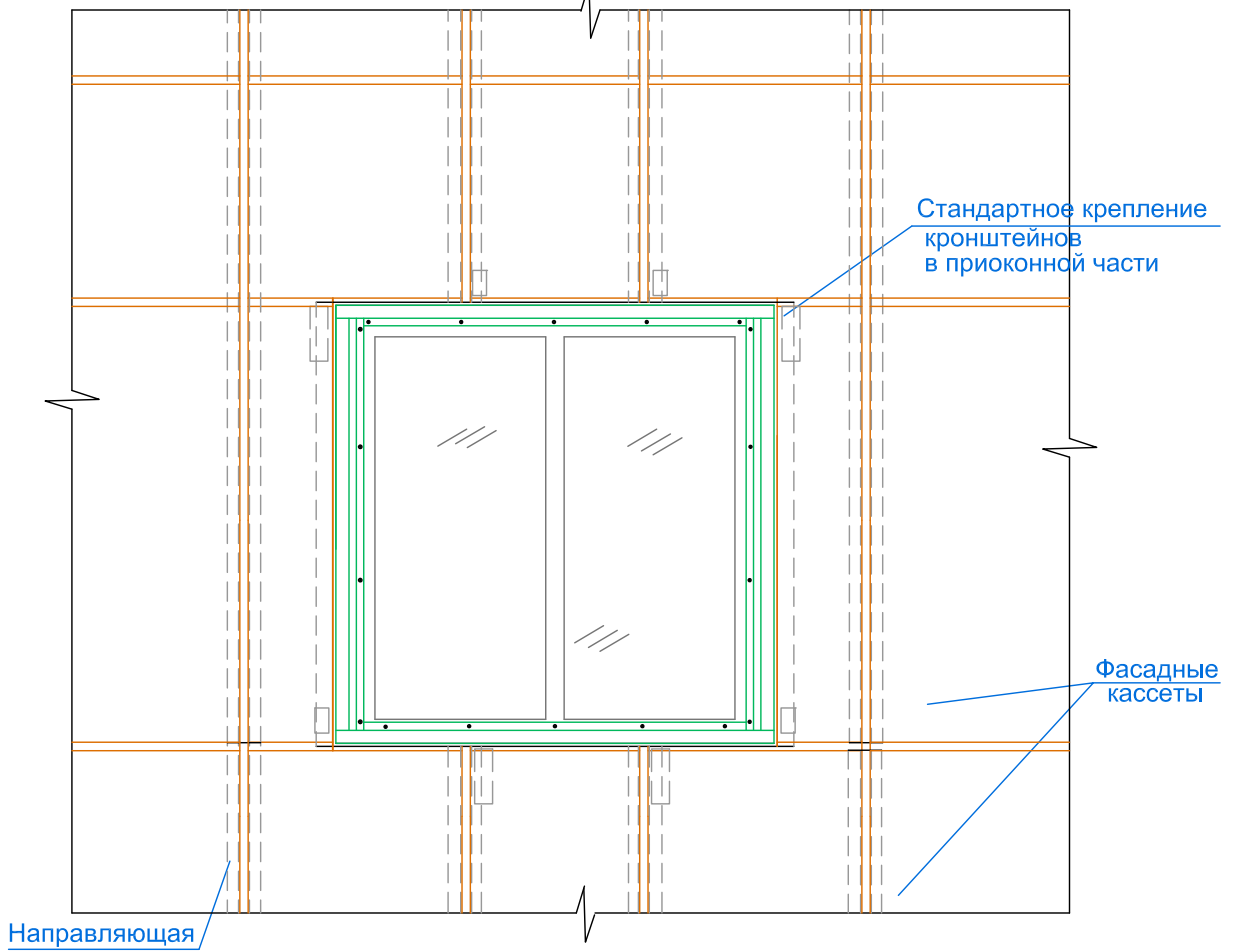 Стандартное крепление
кронштейнов
в приоконной части
Фасадные
кассеты
Направляющая